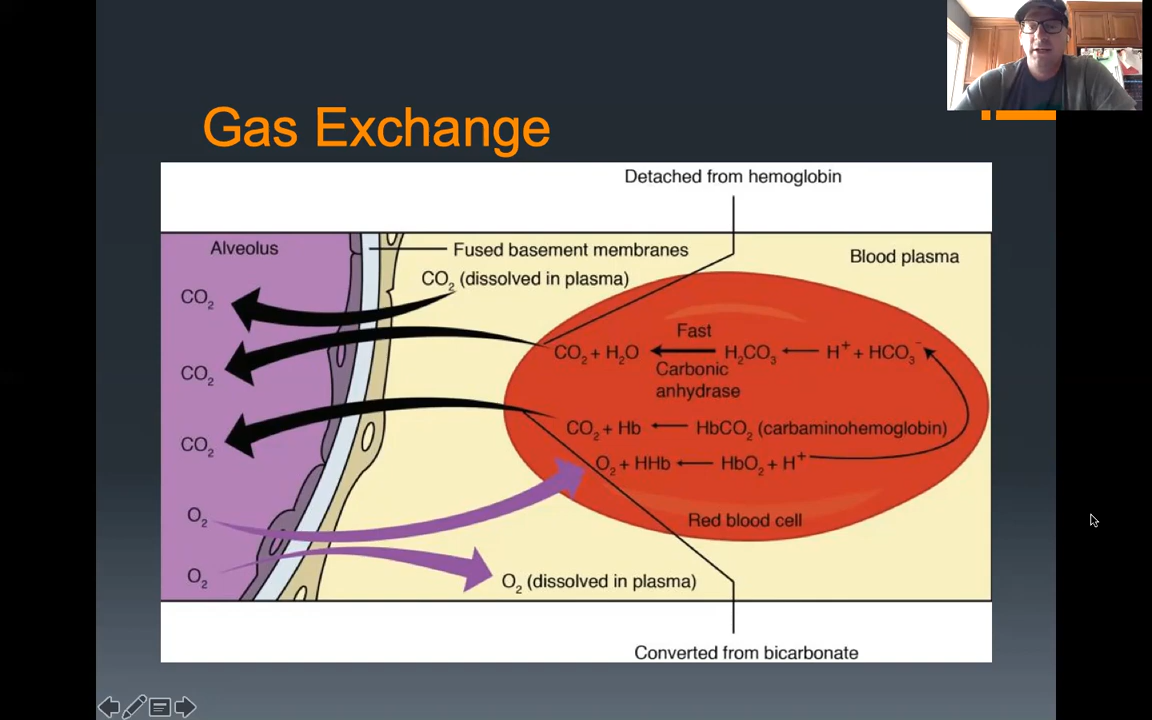 Gas Exchange
Detached from hemoglobin
Alveolus
Fused basement membranes
Blood plasma
CO₂ (dissolved in plasma)
CO₂
Fast
CO₂ + H₂O
H₂CO₃
H⁺ + HCO₃⁻
Carbonic
anhydrase
CO₂
CO₂ + Hb
HbCO₂ (carbaminohemoglobin)
CO₂
O₂ + HHb
HbO₂ + H⁺
O₂
Red blood cell
O₂
O₂ (dissolved in plasma)
Converted from bicarbonate